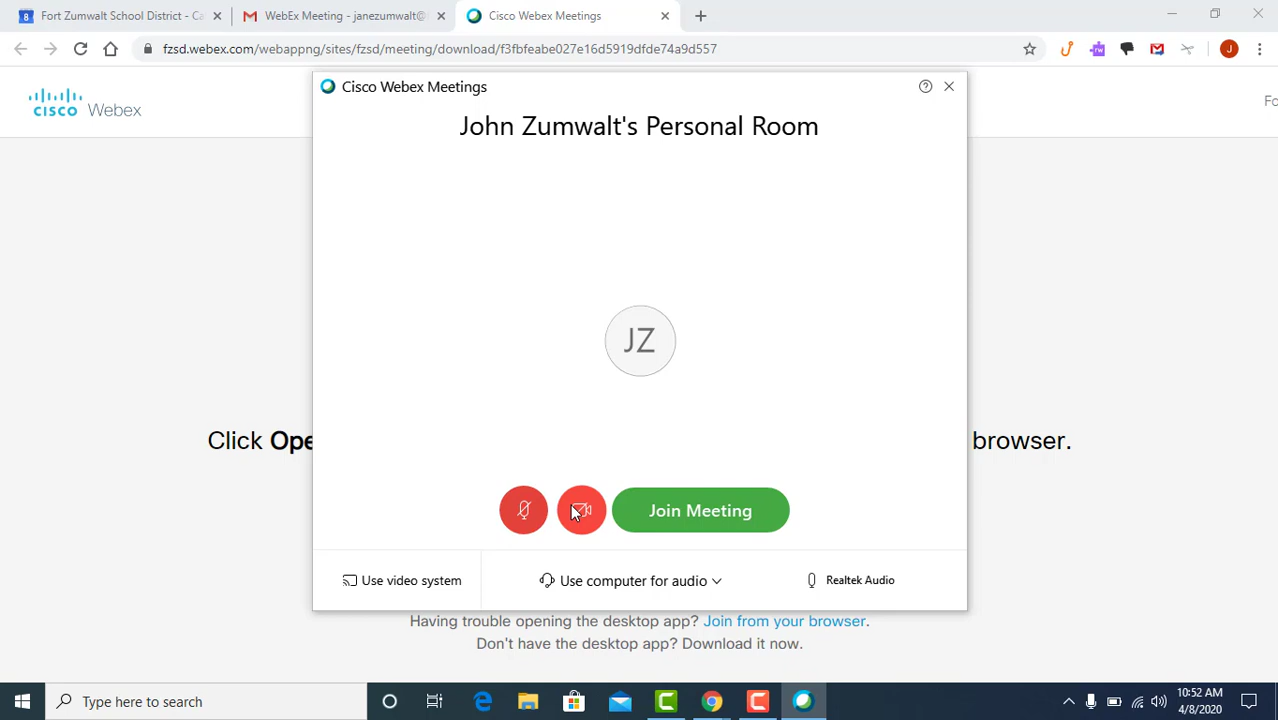 Fort Zumwalt School District - Ca
WebEx Meeting - janezumwalt@
Cisco Webex Meetings
fzsd.webex.com/webappng/sites/fzsd/meeting/download/f3fbfeabe027e16d5919dfde74a9d557
J
cisco Webex
Fo
Cisco Webex Meetings
John Zumwalt's Personal Room
JZ
Click Ope
browser.
Join Meeting
Use video system
Use computer for audio
Realtek Audio
Having trouble opening the desktop app? Join from your browser.
Don't have the desktop app? Download it now.
Type here to search
10:52 AM
4/8/2020